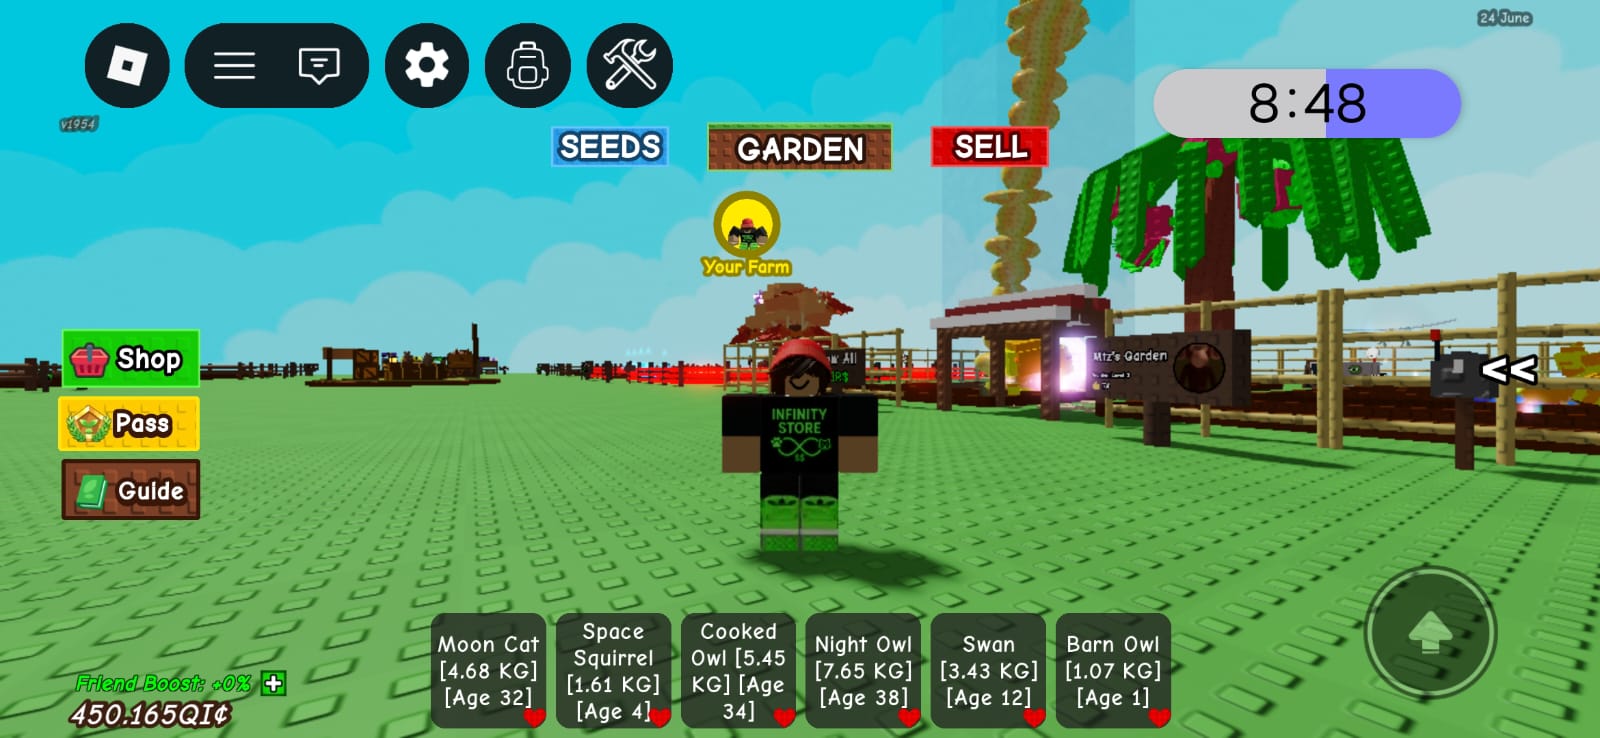 24 June
8:48
v1954
SEEDS
GARDEN
SELL
Your Farm
Shop
Pass
Guide
INFINITY
STORE
$$
All
Mtz's Garden
<<
Friend Boost: +0%
450.165QI¢
Moon Cat
[4.68 KG]
[Age 32]
Space
Squirrel
[1.61 KG]
[Age 4]
Cooked
Owl [5.45
KG] [Age
34]
Night Owl
[7.65 KG]
[Age 38]
Swan
[3.43 KG]
[Age 12]
Barn Owl
[1.07 KG]
[Age 1]